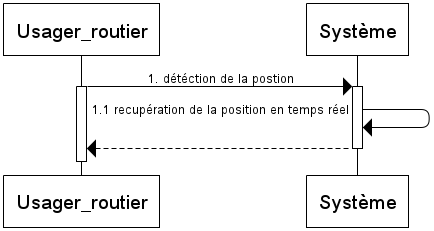 Usager_routier
Système
1. détéction de la postion
1.1 recupération de la position en temps réel
Usager_routier
Système